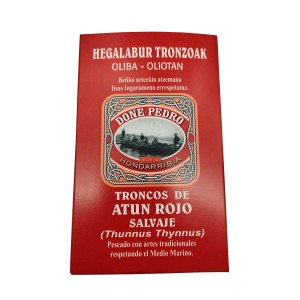 HEGALABUR TRONZOAK
OLIBA - OLIOTAN
Betiko arteekin atzemana
Itsas Ingurumena errespetatuz.
DONE PEDRO
HONDARRIBIA
TRONCOS DE
ATUN ROJO
SALVAJE
(Thunnus Thynnus)
Pescado con artes tradicionales
respetando el Medio Marino.